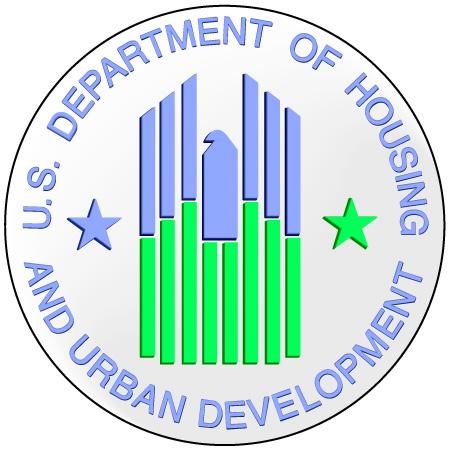 U.S. DEPARTMENT OF HOUSING
AND URBAN DEVELOPMENT